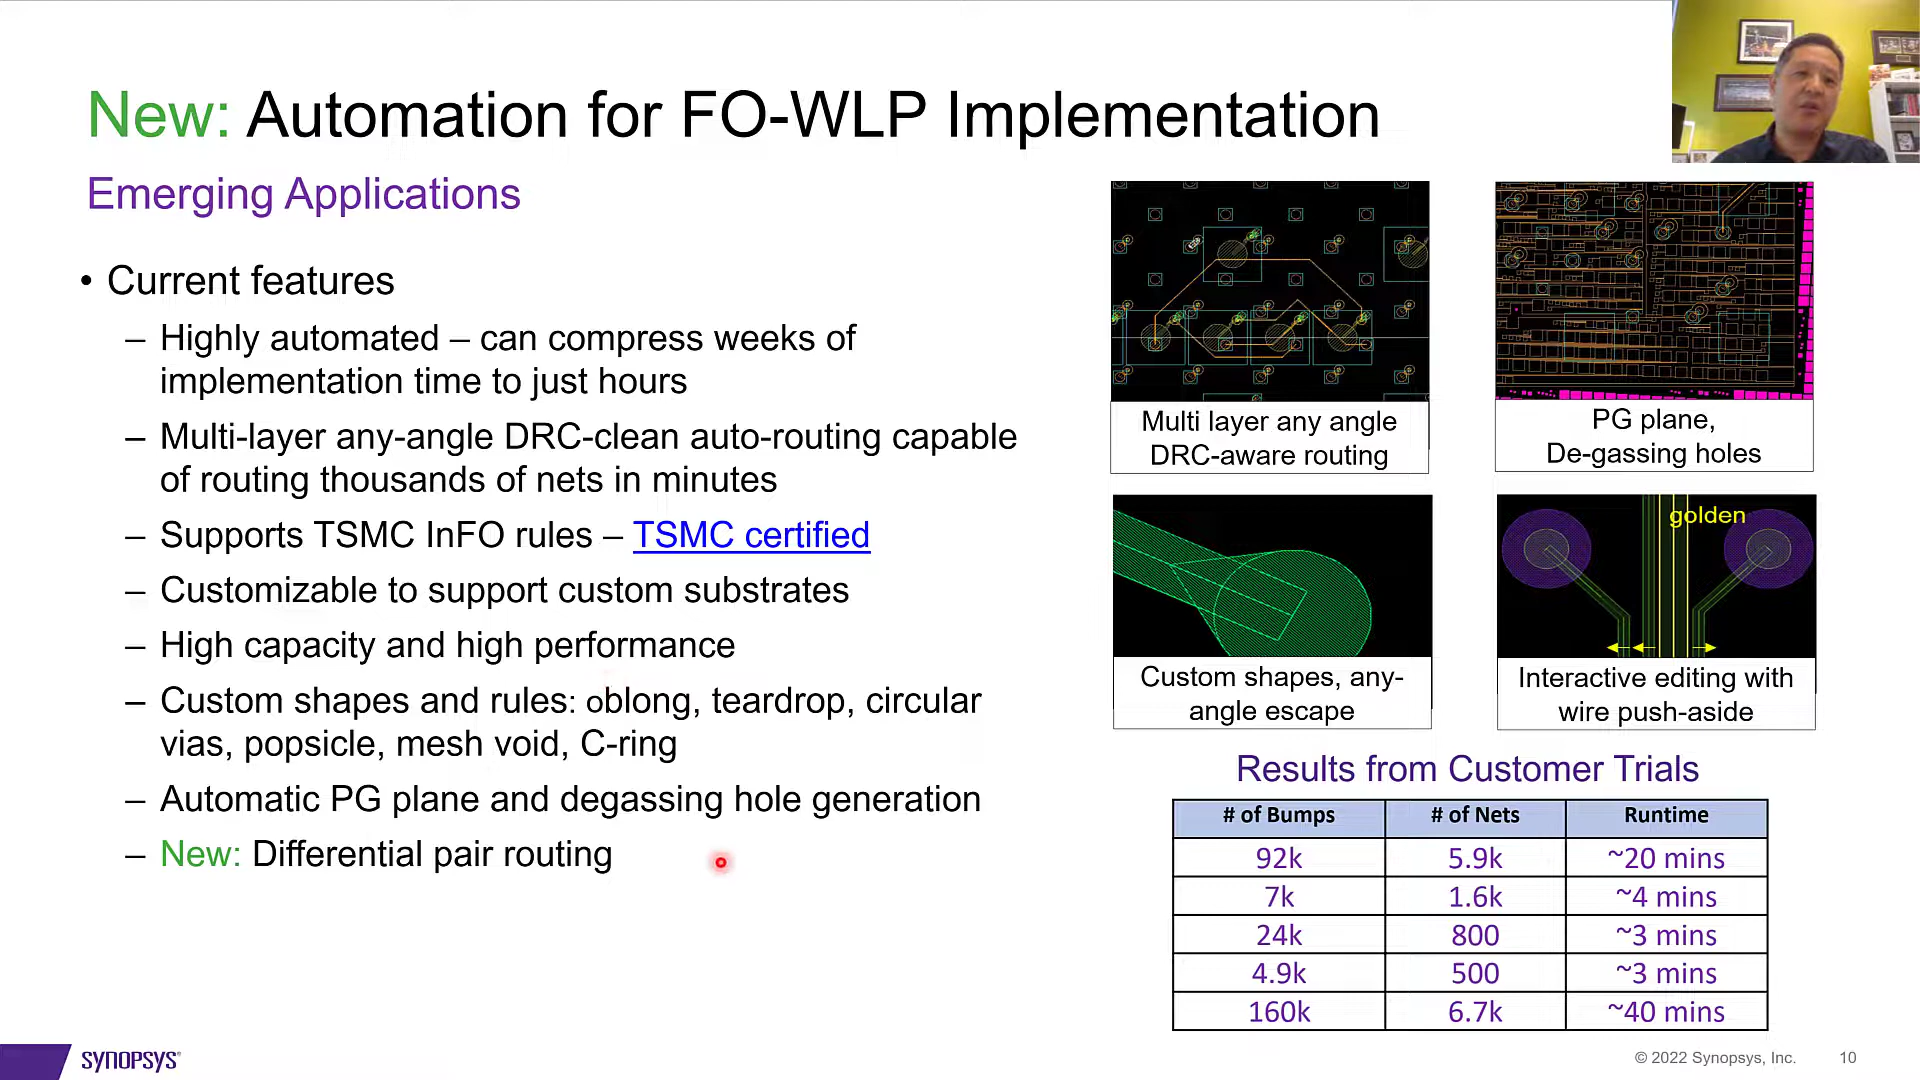 New: Automation for FO-WLP Implementation
Emerging Applications
• Current features
– Highly automated – can compress weeks of
implementation time to just hours
– Multi-layer any-angle DRC-clean auto-routing capable
of routing thousands of nets in minutes
– Supports TSMC InFO rules – TSMC certified
– Customizable to support custom substrates
– High capacity and high performance
– Custom shapes and rules: oblong, teardrop, circular
vias, popsicle, mesh void, C-ring
– Automatic PG plane and degassing hole generation
– New: Differential pair routing
Multi layer any angle
DRC-aware routing
PG plane,
De-gassing holes
golden
Custom shapes, any-
angle escape
Interactive editing with
wire push-aside
Results from Customer Trials
# of Bumps # of Nets Runtime
92k 5.9k ~20 mins
7k 1.6k ~4 mins
24k 800 ~3 mins
4.9k 500 ~3 mins
160k 6.7k ~40 mins
SYNOPSYS®
© 2022 Synopsys, Inc. 10